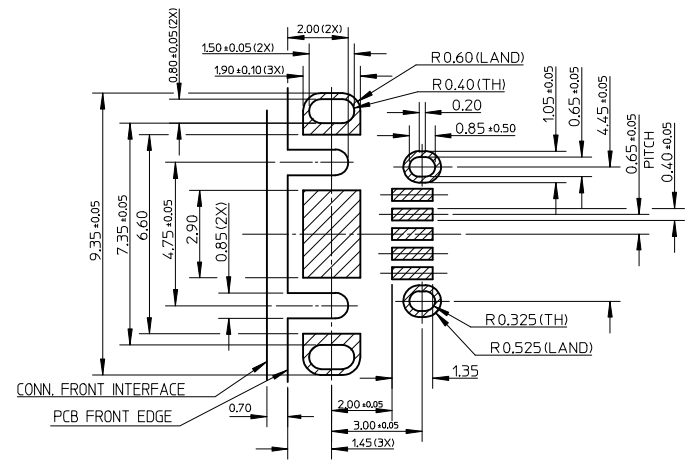 2.00 (2X)
1.50±0.05 (2X)
1.90±0.10 (3X)
0.80±0.05 (2X)
R 0.60 (LAND)
R 0.40 (TH)
0.20
0.85 ±0.50
1.05 ±0.05
0.65 ±0.05
4.45 ±0.05
0.65 ±0.05
PITCH
0.40 ±0.05
9.35 ±0.05
7.35 ±0.05
6.60
4.75 ±0.05
2.90
0.85 (2X)
R 0.325 (TH)
R 0.525 (LAND)
1.35
CONN. FRONT INTERFACE
PCB FRONT EDGE
0.70
2.00 ±0.05
3.00 ±0.05
1.45 (3X)